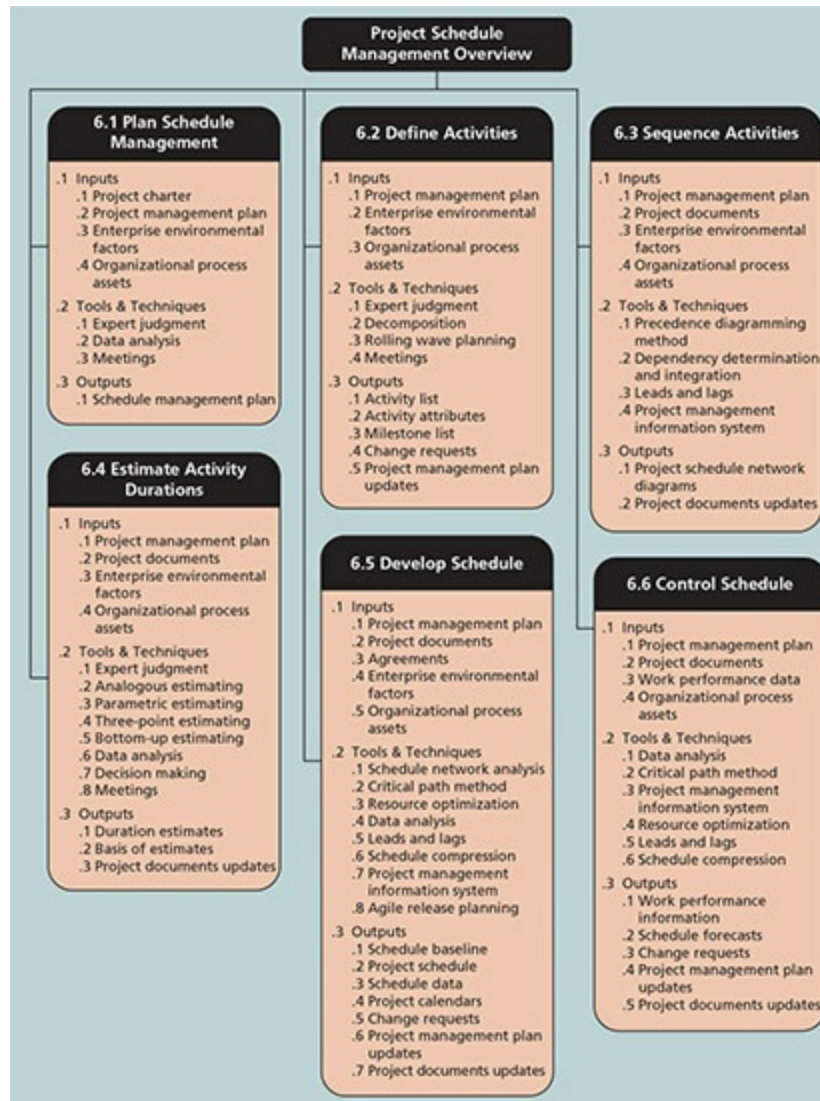 Project Schedule
Management Overview
6.1 Plan Schedule
Management
.1 Inputs
.1 Project charter
.2 Project management plan
.3 Enterprise environmental
factors
.4 Organizational process
assets
.2 Tools & Techniques
.1 Expert judgment
.2 Data analysis
.3 Meetings
.3 Outputs
.1 Schedule management plan
6.2 Define Activities
.1 Inputs
.1 Project management plan
.2 Enterprise environmental
factors
.3 Organizational process
assets
.2 Tools & Techniques
.1 Expert judgment
.2 Decomposition
.3 Rolling wave planning
.4 Meetings
.3 Outputs
.1 Activity list
.2 Activity attributes
.3 Milestone list
.4 Change requests
.5 Project management plan
updates
6.3 Sequence Activities
.1 Inputs
.1 Project management plan
.2 Project documents
.3 Enterprise environmental
factors
.4 Organizational process
assets
.2 Tools & Techniques
.1 Precedence diagramming
method
.2 Dependency determination
and integration
.3 Leads and lags
.4 Project management
information system
.3 Outputs
.1 Project schedule network
diagrams
.2 Project documents updates
6.4 Estimate Activity
Durations
.1 Inputs
.1 Project management plan
.2 Project documents
.3 Enterprise environmental
factors
.4 Organizational process
assets
.2 Tools & Techniques
.1 Expert judgment
.2 Analogous estimating
.3 Parametric estimating
.4 Three-point estimating
.5 Bottom-up estimating
.6 Data analysis
.7 Decision making
.8 Meetings
.3 Outputs
.1 Duration estimates
.2 Basis of estimates
.3 Project documents updates
6.5 Develop Schedule
.1 Inputs
.1 Project management plan
.2 Project documents
.3 Agreements
.4 Enterprise environmental
factors
.5 Organizational process
assets
.2 Tools & Techniques
.1 Schedule network analysis
.2 Critical path method
.3 Resource optimization
.4 Data analysis
.5 Leads and lags
.6 Schedule compression
.7 Project management
information system
.8 Agile release planning
.3 Outputs
.1 Schedule baseline
.2 Project schedule
.3 Schedule data
.4 Project calendars
.5 Change requests
.6 Project management plan
updates
.7 Project documents updates
6.6 Control Schedule
.1 Inputs
.1 Project management plan
.2 Project documents
.3 Work performance data
.4 Organizational process
assets
.2 Tools & Techniques
.1 Data analysis
.2 Critical path method
.3 Project management
information system
.4 Resource optimization
.5 Leads and lags
.6 Schedule compression
.3 Outputs
.1 Work performance
information
.2 Schedule forecasts
.3 Change requests
.4 Project management plan
updates
.5 Project documents updates